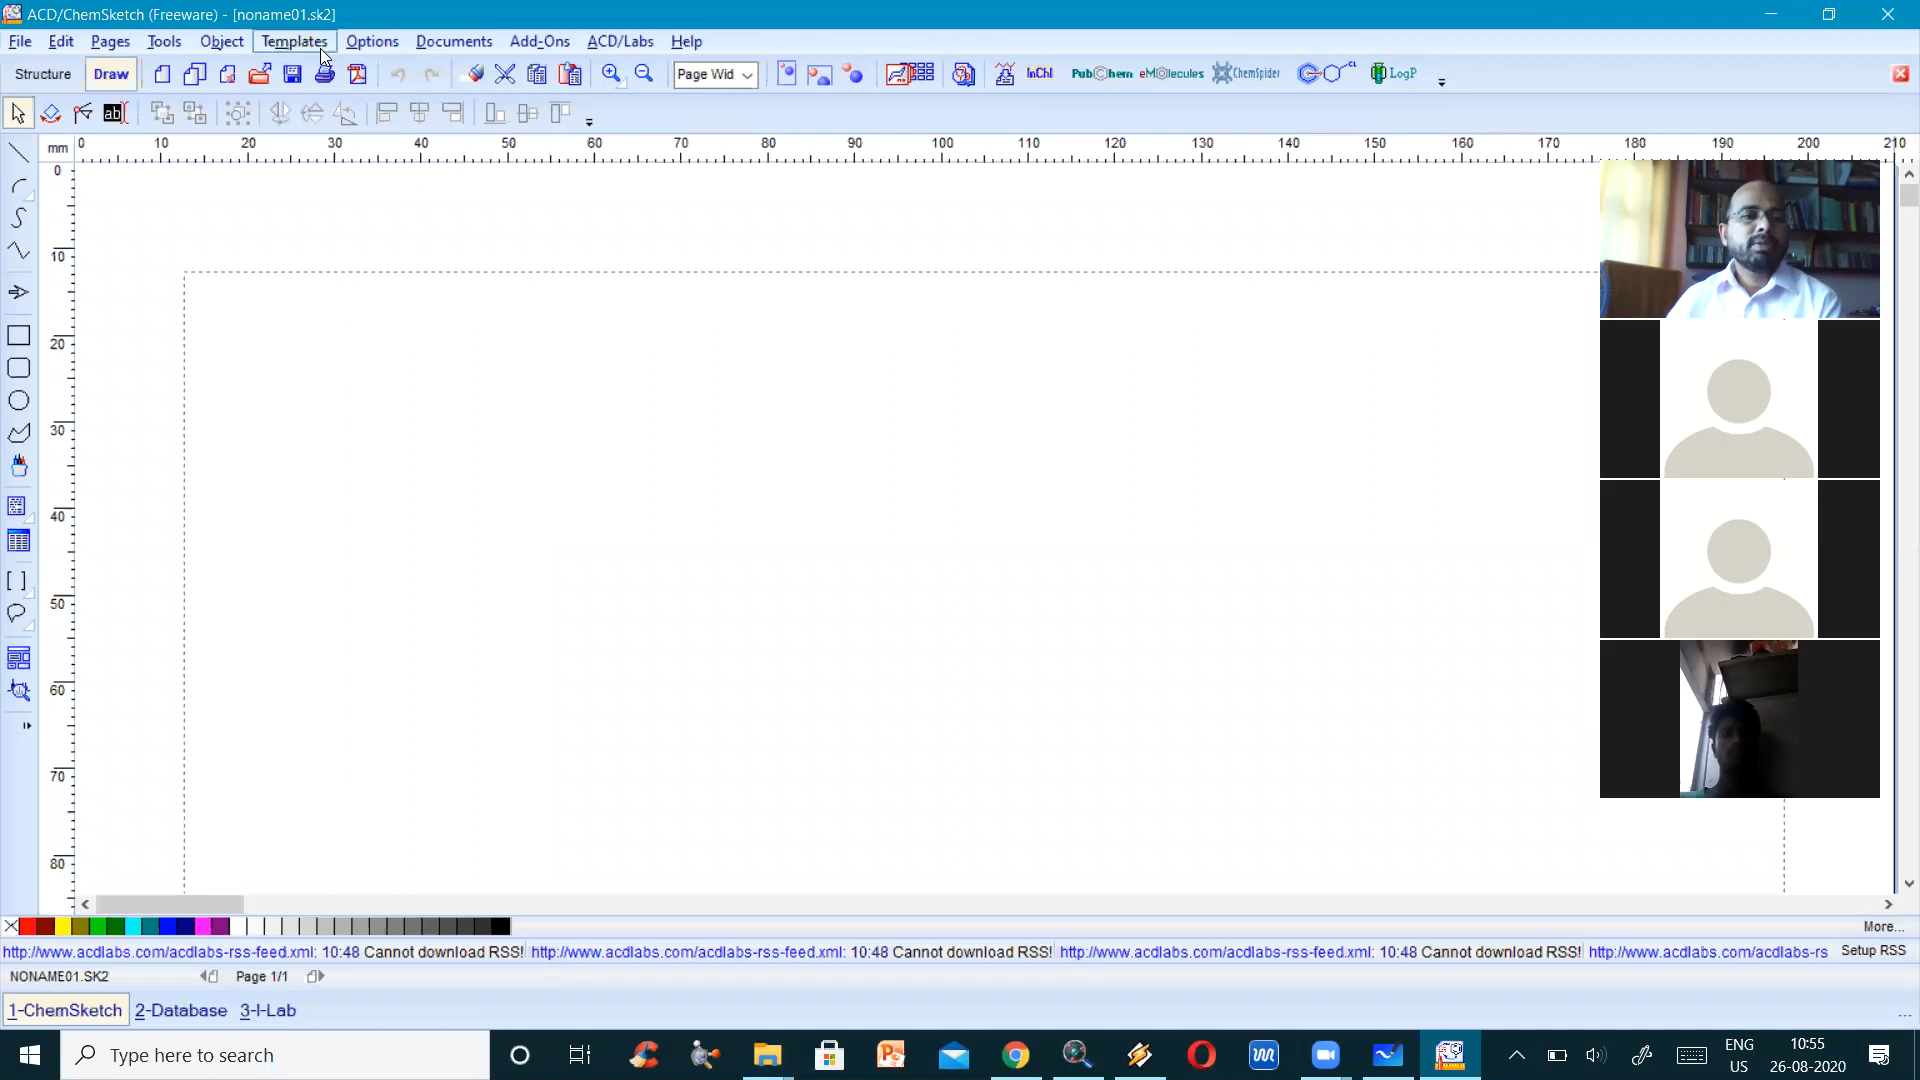 ACD/ChemSketch (Freeware) - [noname01.sk2]
File Edit Pages Tools Object Templates Options Documents Add-Ons ACD/Labs Help
Structure Draw Page Wid InChI PubChem eMolecules ChemSpider Cl LogP
ab
mm 0 10 20 30 40 50 60 70 80 90 100 110 120 130 140 150 160 170 180 190 200 210
0
10
20
30
40
50
60
70
80
More...
http://www.acdlabs.com/acdlabs-rss-feed.xml: 10:48 Cannot download RSS! http://www.acdlabs.com/acdlabs-rss-feed.xml: 10:48 Cannot download RSS! http://www.acdlabs.com/acdlabs-rss-feed.xml: 10:48 Cannot download RSS! http://www.acdlabs.com/acdlabs-rs Setup RSS
NONAME01.SK2 Page 1/1
1-ChemSketch 2-Database 3-I-Lab ...
Type here to search
ENG
US
10:55
26-08-2020